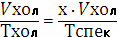 Vхол / Tхол = x · Vхол / Tспек